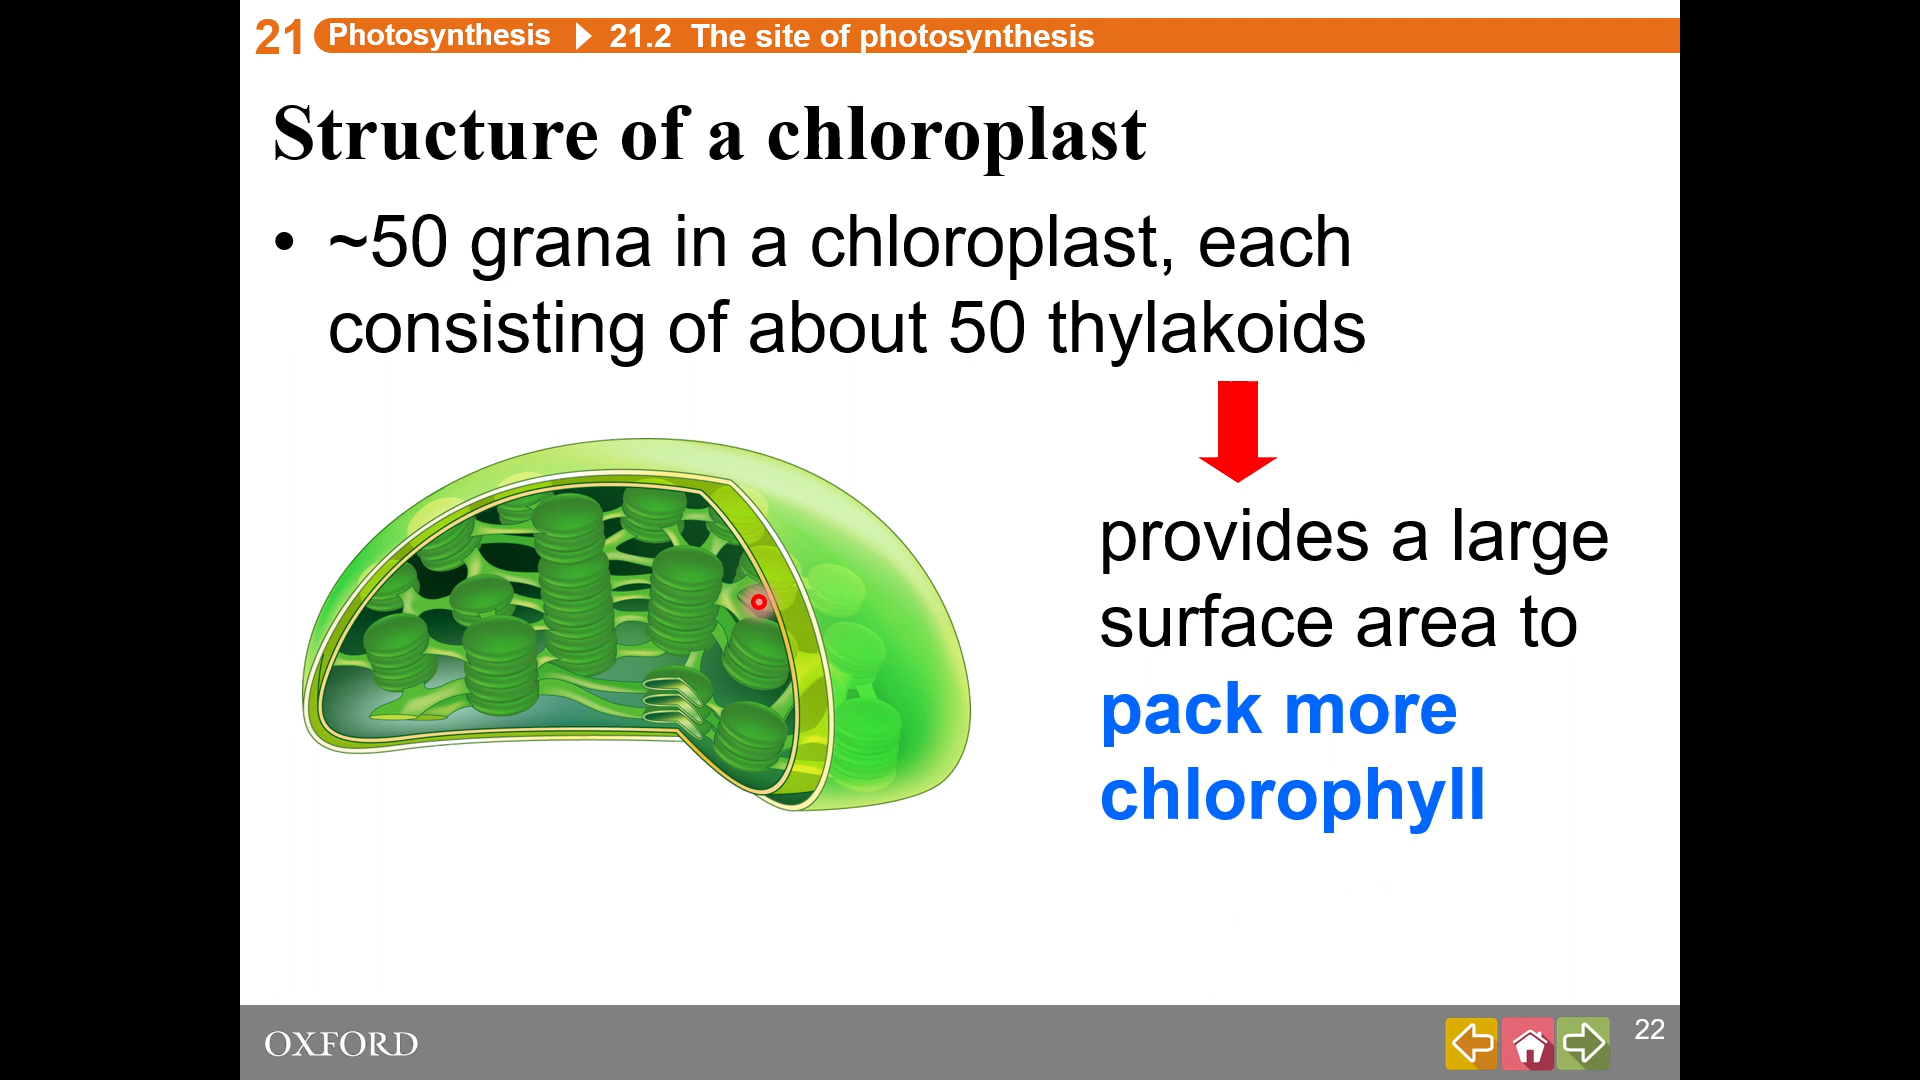 21 Photosynthesis 21.2 The site of photosynthesis
Structure of a chloroplast
• ~50 grana in a chloroplast, each
consisting of about 50 thylakoids
provides a large
surface area to
pack more
chlorophyll
OXFORD
22